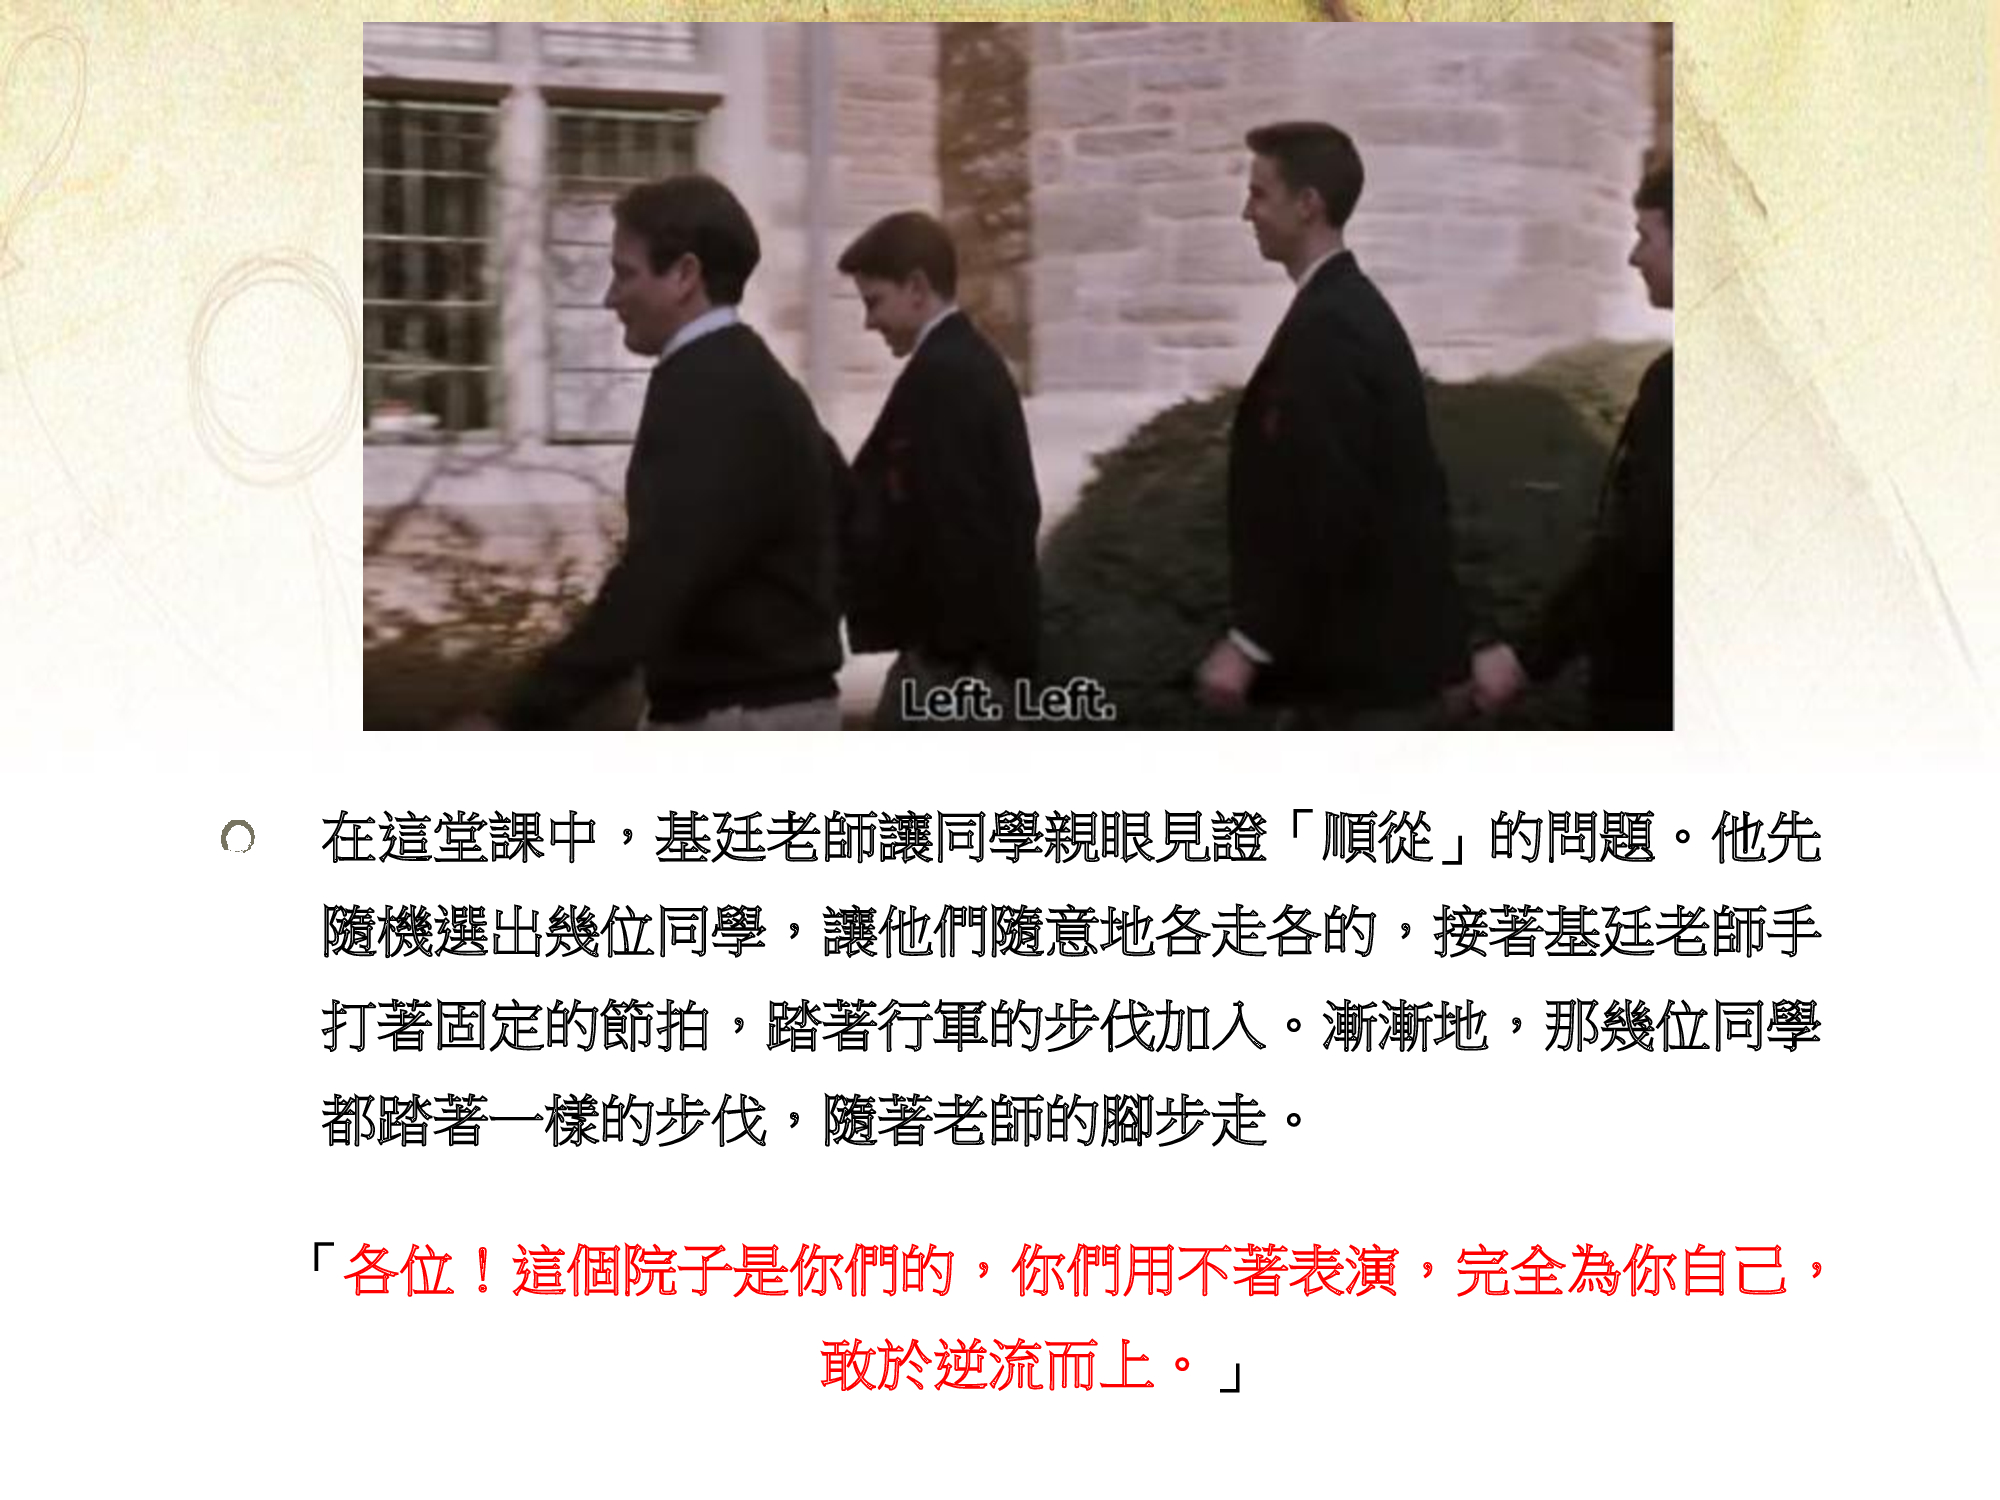 Left. Left.
在這堂課中，基廷老師讓同學親眼見證「順從」的問題。他先
隨機選出幾位同學，讓他們隨意地各走各的，接著基廷老師手
打著固定的節拍，踏著行軍的步伐加入。漸漸地，那幾位同學
都踏著一樣的步伐，隨著老師的腳步走。
「各位！這個院子是你們的，你們用不著表演，完全為你自己，
敢於逆流而上。」